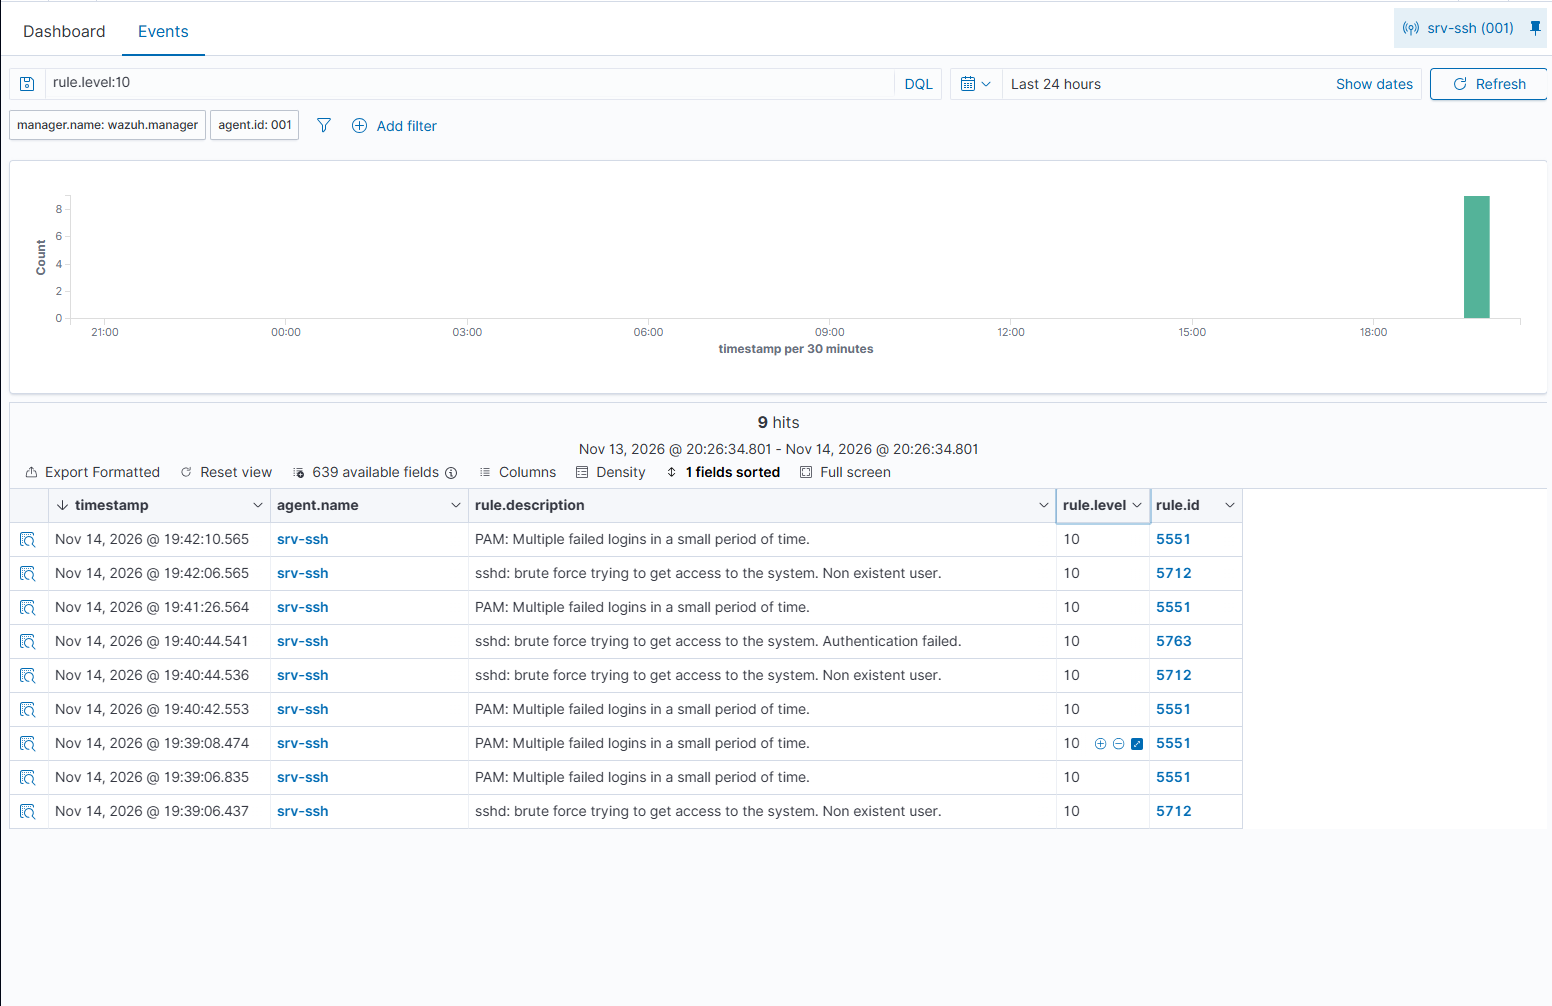 Dashboard Events srv-ssh (001)
rule.level:10 DQL Last 24 hours Show dates Refresh
manager.name: wazuh.manager agent.id: 001 Add filter
8
6
4
2
0
Count
21:00 00:00 03:00 06:00 09:00 12:00 15:00 18:00
timestamp per 30 minutes
9 hits
Nov 13, 2026 @ 20:26:34.801 - Nov 14, 2026 @ 20:26:34.801
Export Formatted Reset view 639 available fields Columns Density 1 fields sorted Full screen
timestamp agent.name rule.description rule.level rule.id
Nov 14, 2026 @ 19:42:10.565 srv-ssh PAM: Multiple failed logins in a small period of time. 10 5551
Nov 14, 2026 @ 19:42:06.565 srv-ssh sshd: brute force trying to get access to the system. Non existent user. 10 5712
Nov 14, 2026 @ 19:41:26.564 srv-ssh PAM: Multiple failed logins in a small period of time. 10 5551
Nov 14, 2026 @ 19:40:44.541 srv-ssh sshd: brute force trying to get access to the system. Authentication failed. 10 5763
Nov 14, 2026 @ 19:40:44.536 srv-ssh sshd: brute force trying to get access to the system. Non existent user. 10 5712
Nov 14, 2026 @ 19:40:42.553 srv-ssh PAM: Multiple failed logins in a small period of time. 10 5551
Nov 14, 2026 @ 19:39:08.474 srv-ssh PAM: Multiple failed logins in a small period of time. 10 5551
Nov 14, 2026 @ 19:39:06.835 srv-ssh PAM: Multiple failed logins in a small period of time. 10 5551
Nov 14, 2026 @ 19:39:06.437 srv-ssh sshd: brute force trying to get access to the system. Non existent user. 10 5712